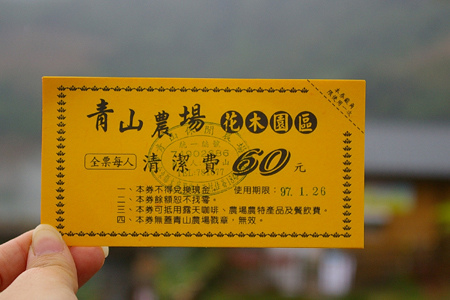 青山農場 花木園區
全票每人 清潔費60元
一、本券不得兌換現金 使用期限：97.1.26
二、本券餘額恕不找零。
三、本券可抵用露天咖啡、農場農特產品及餐飲費。
四、本券無蓋青山農場戳章，無效。